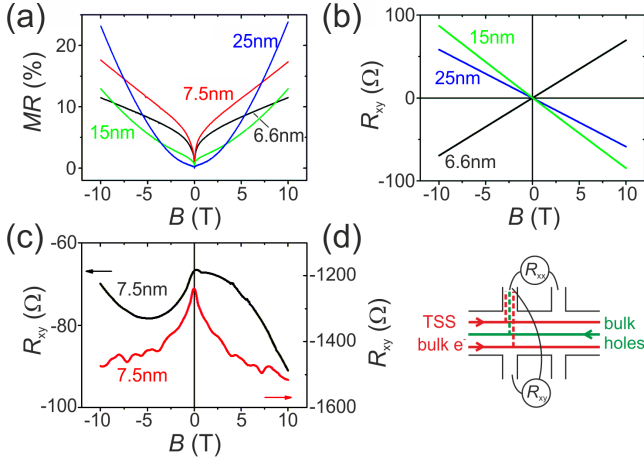 (a)
MR (%)
20
10
0
25nm
7.5nm
15nm
6.6nm
-10 -5 0 5 10
B (T)
(b)
Rxy (Ω)
100
0
-100
15nm
25nm
6.6nm
-10 -5 0 5 10
B (T)
(c)
Rxy (Ω)
-60
-80
-100
7.5nm
7.5nm
-10 -5 0 5 10
B (T)
-1200
-1400
-1600
Rxy (Ω)
(d)
Rxx
TSS
bulk
holes
bulk e-
Rxy